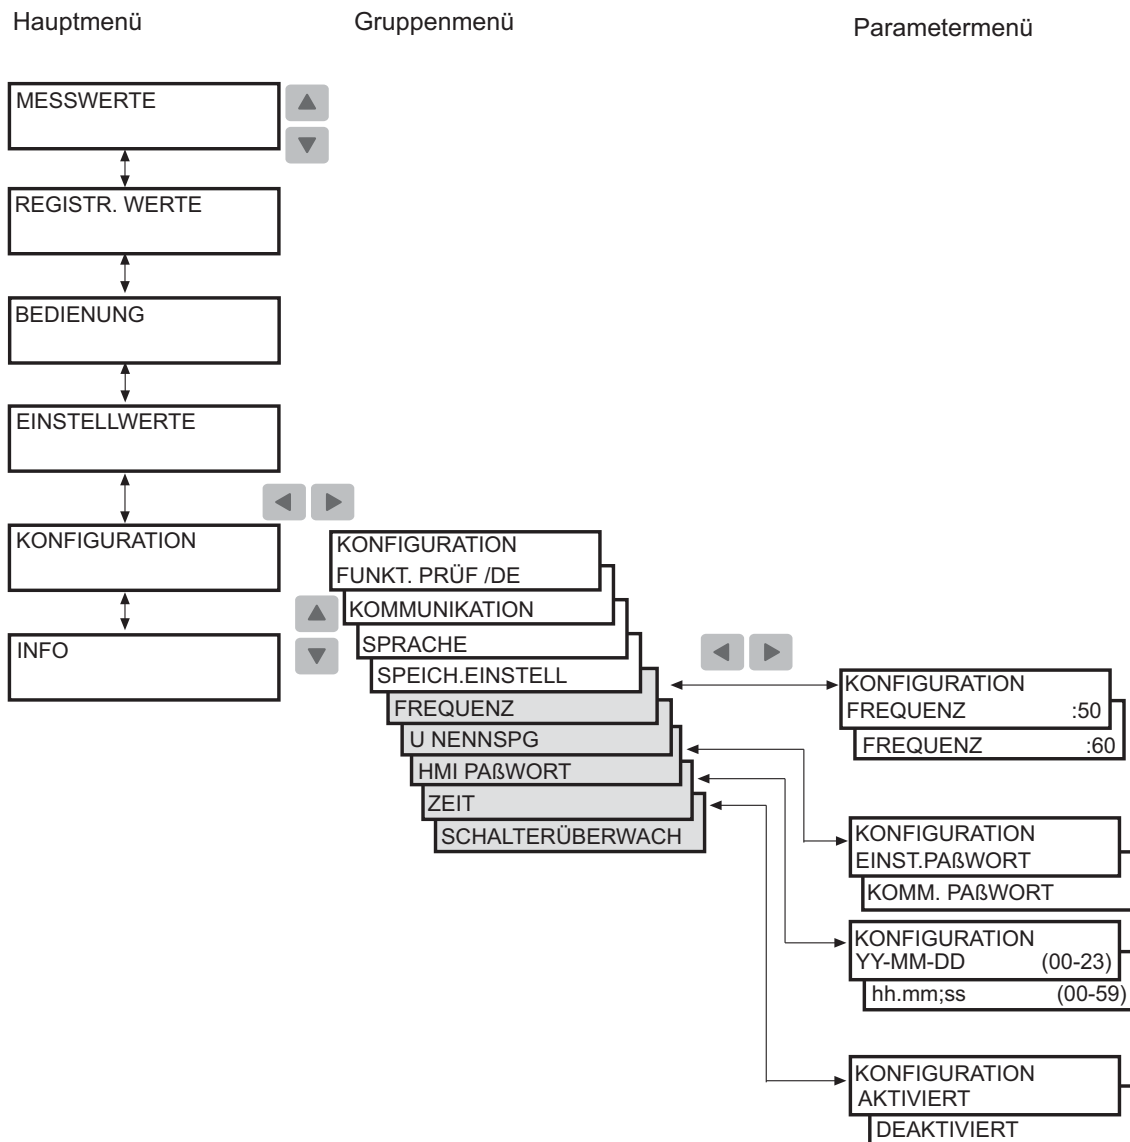 Hauptmenü
Gruppenmenü
Parametermenü
MESSWERTE
REGISTR. WERTE
BEDIENUNG
EINSTELLWERTE
KONFIGURATION
INFO
KONFIGURATION
FUNKT. PRÜF /DE
KOMMUNIKATION
SPRACHE
SPEICH.EINSTELL
FREQUENZ
U NENNSPG
HMI PAßWORT
ZEIT
SCHALTERÜBERWACH
KONFIGURATION
FREQUENZ :50
FREQUENZ :60
KONFIGURATION
EINST.PAßWORT
KOMM. PAßWORT
KONFIGURATION
YY-MM-DD (00-23)
hh.mm;ss (00-59)
KONFIGURATION
AKTIVIERT
DEAKTIVIERT